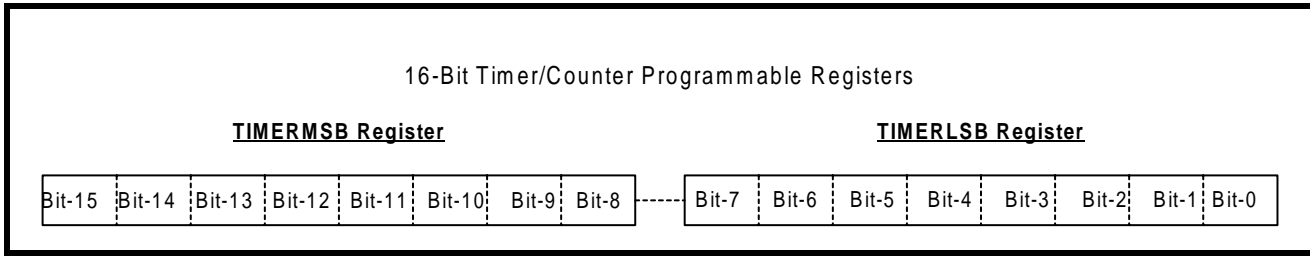 16-Bit Timer/Counter Programmable Registers
TIMERMSB Register TIMERLSB Register
Bit-15 Bit-14 Bit-13 Bit-12 Bit-11 Bit-10 Bit-9 Bit-8 Bit-7 Bit-6 Bit-5 Bit-4 Bit-3 Bit-2 Bit-1 Bit-0